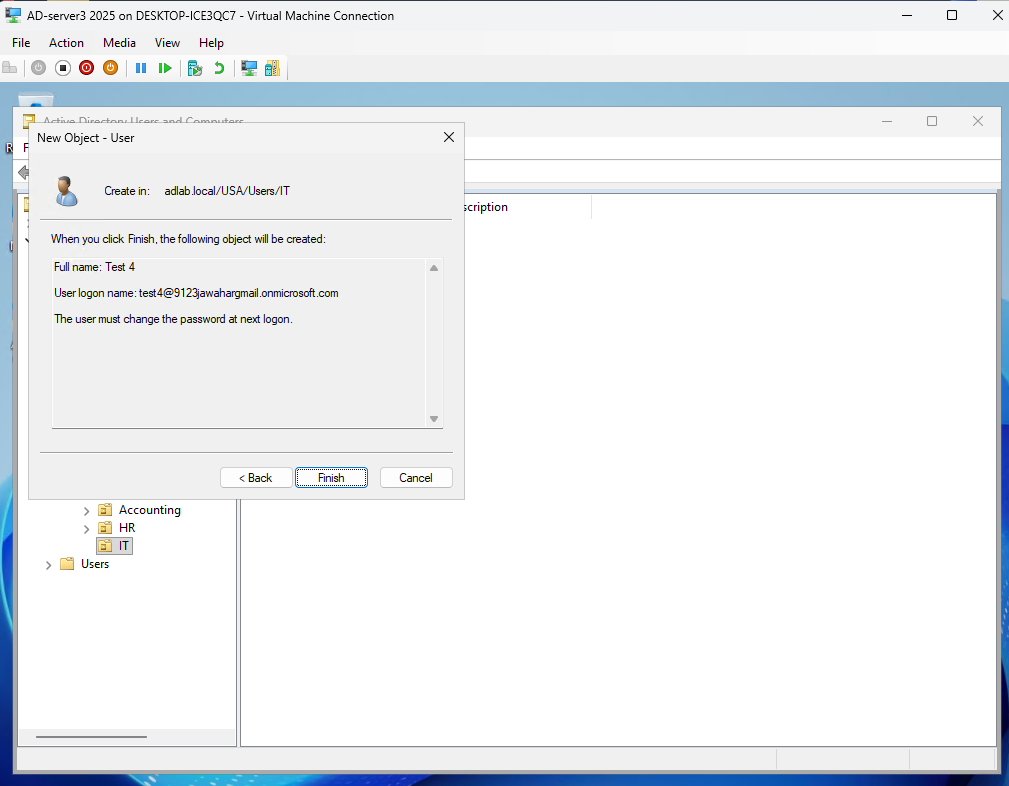 AD-server3 2025 on DESKTOP-ICE3QC7 - Virtual Machine Connection
File Action Media View Help
Active Directory Users and Computers
New Object - User
Create in: adlab.local/USA/Users/IT
scription
When you click Finish, the following object will be created:
Full name: Test 4
User logon name: test4@9123jawahargmail.onmicrosoft.com
The user must change the password at next logon.
< Back Finish Cancel
Accounting
HR
IT
Users